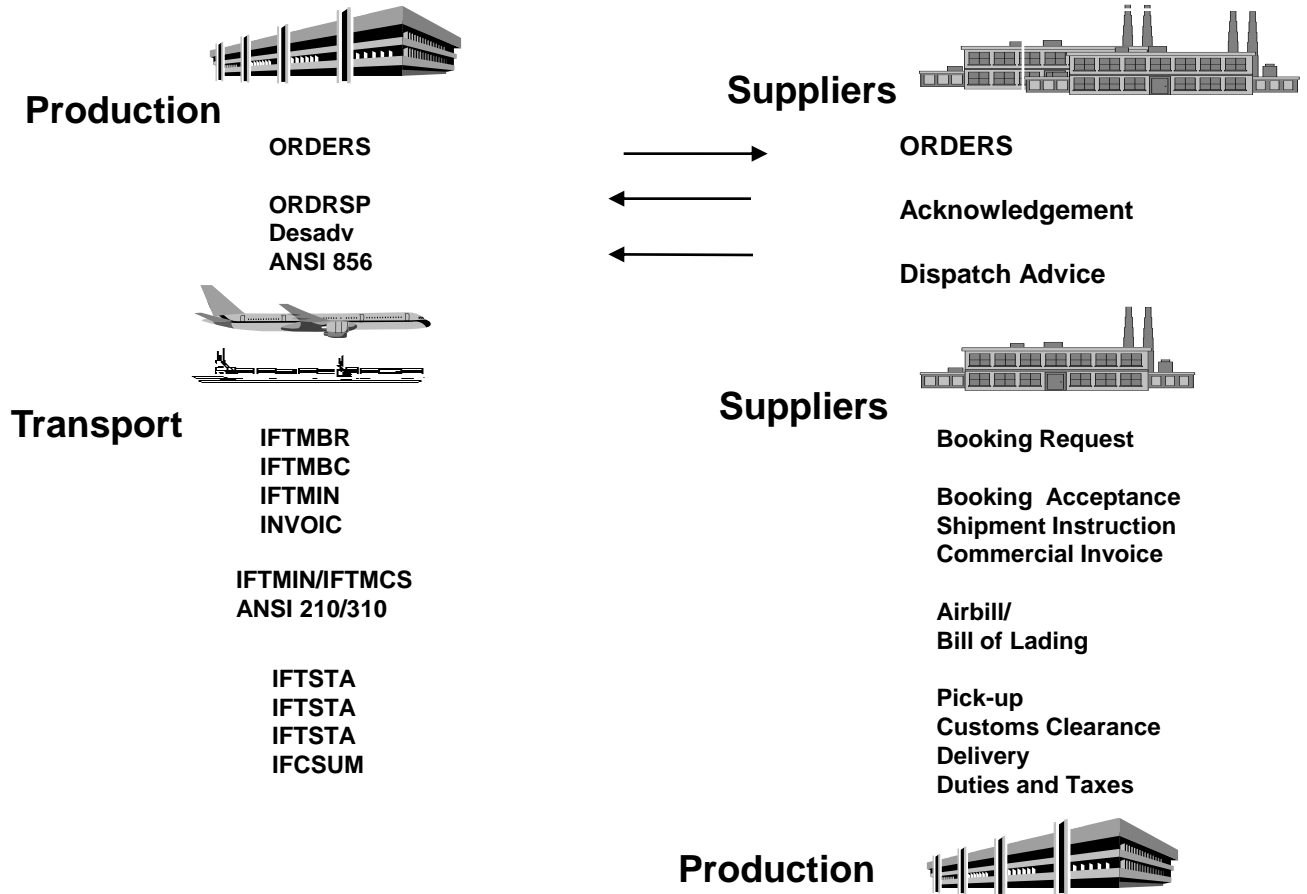 Production
Suppliers
ORDERS
ORDERS
ORDRSP
Acknowledgement
Desadv
ANSI 856
Dispatch Advice
Transport
Suppliers
IFTMBR
IFTMBC
IFTMIN
INVOIC
IFTMIN/IFTMCS
ANSI 210/310
IFTSTA
IFTSTA
IFTSTA
IFCSUM
Booking Request
Booking Acceptance
Shipment Instruction
Commercial Invoice
Airbill/
Bill of Lading
Pick-up
Customs Clearance
Delivery
Duties and Taxes
Production